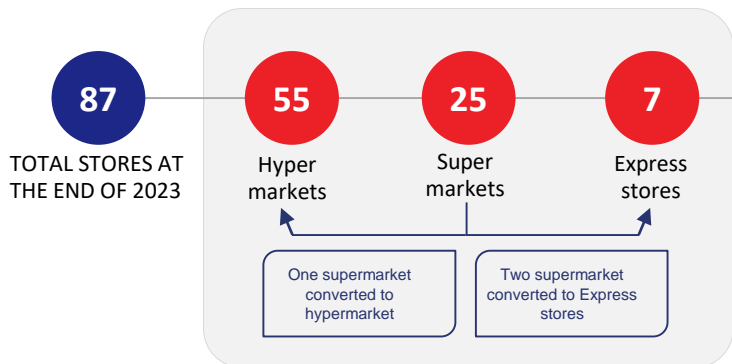 87
TOTAL STORES AT
THE END OF 2023
55
Hyper
markets
25
Super
markets
7
Express
stores
One supermarket
converted to
hypermarket
Two supermarket
converted to Express
stores